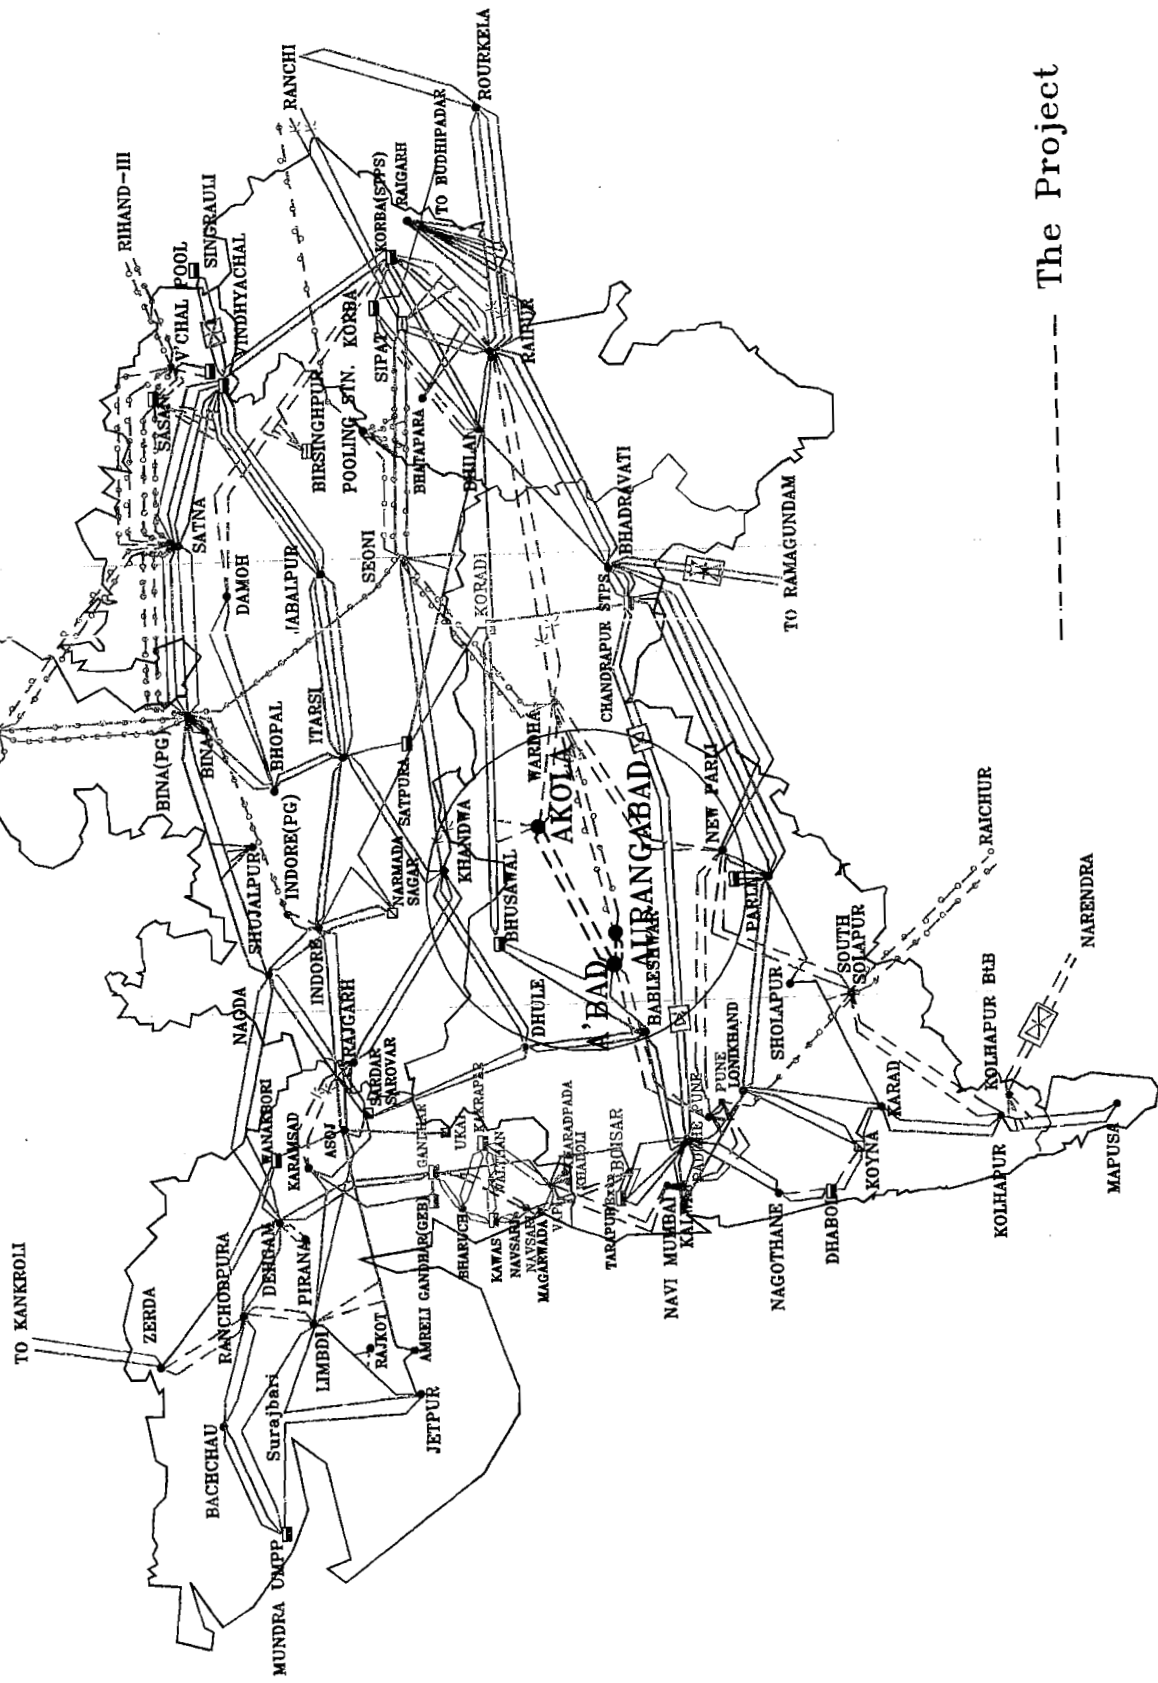 TO KANKROLI
ZERDA
BACHCHAU
RANCHODPURA
MUNDRA UMPP
Surajbari
LIMBDI
DEHGAM
PIRANA
RAJKOT
JETPUR
AMRELI
GANDHAR(GEB)
WANAKBORI
KARAMSAD
ASOJ
RAJGARH
SARDAR
SAROVAR
GANDHAR
UKAI
KAKRAPAR
BHARUCH
KAWAS
NAVSARI
NAVSARI
MAGARWADA
VAPI
KHADOLI
TARAPUR
BOISAR
NAVI MUMBAI
PADGHE
PUNE
PUNE
LONIKHAND
NAGOTHANE
DHABOL
KOYNA
KARAD
KOLHAPUR
KOLHAPUR BtB
MAPUSA
NARENDRA
RAICHUR
SOUTH
SOLAPUR
SHOLAPUR
PARLI
NEW PARLI
BABLESHWAR
A'BAD
AURANGABAD
AKOLA
WARDHA
DHULE
BHUSAWAL
KHANDWA
NAGDA
SHUJALPUR
INDORE
INDORE(PG)
NARMADA
SAGAR
SATPURA
ITARSI
BHOPAL
BINA
BINA(PG)
DAMOH
JABALPUR
SATNA
SEONI
KORADI
CHANDRAPUR STPS
BHADRAVATI
TO RAMAGUNDAM
SASAN
V'CHAL POOL
SINGRAULI
VINDHYACHAL
RIHAND-III
BIRSINGHPUR
POOLING STN.
KORBA
SIPAT
BHATAPARA
BHILAI
RAIPUR
KORBA(STPS)
RAIGARH
TO BUDHIPADAR
RANCHI
ROURKELA
The Project